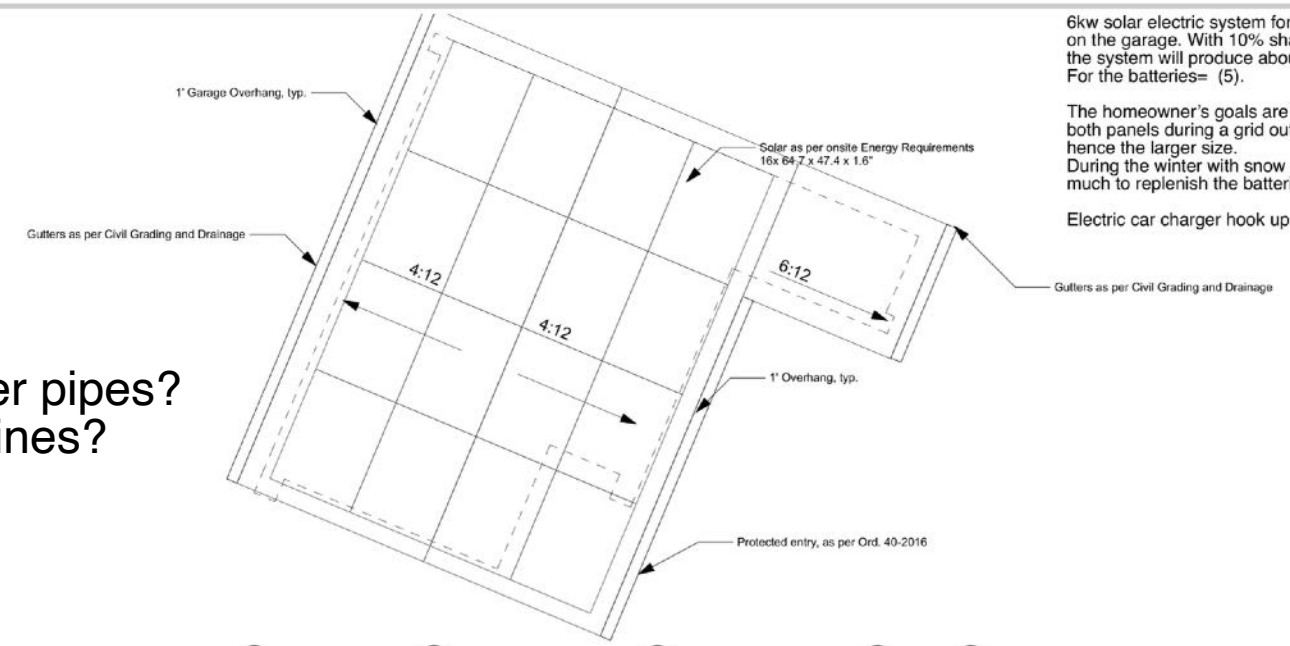 6kw solar electric system for
on the garage. With 10% sha
the system will produce abou
For the batteries= (5).
The homeowner's goals are
both panels during a grid out
hence the larger size.
During the winter with snow
much to replenish the batteri
Electric car charger hook up
1' Garage Overhang, typ.
Solar as per onsite Energy Requirements
16x 64.7 x 47.4 x 1.6"
Gutters as per Civil Grading and Drainage
4:12
4:12
6:12
Gutters as per Civil Grading and Drainage
er pipes?
ines?
1' Overhang, typ.
Protected entry, as per Ord. 40-2016